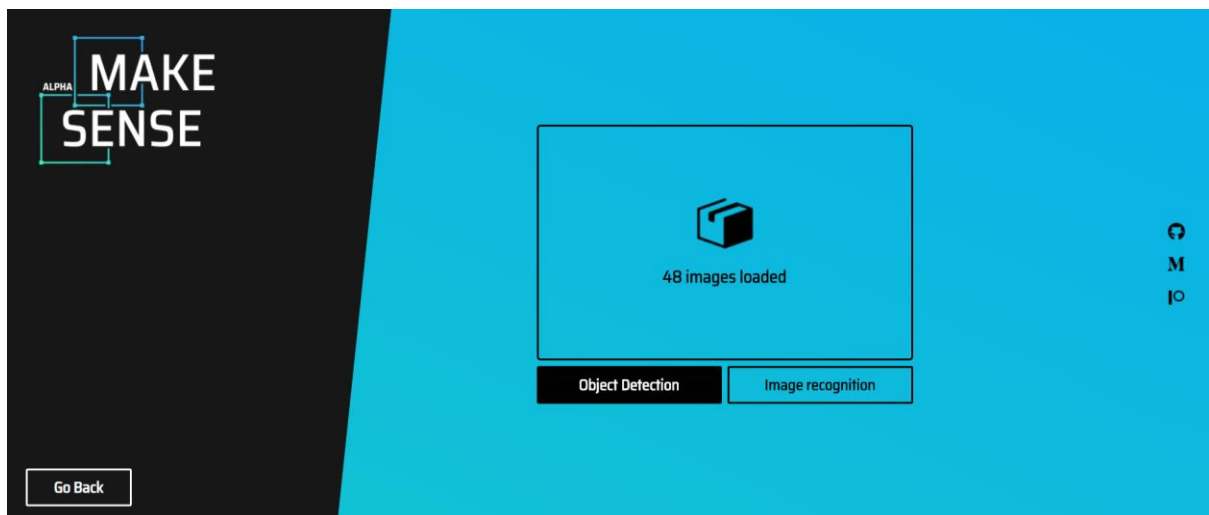 ALPHA MAKE
SENSE
48 images loaded
Object Detection
Image recognition
Go Back